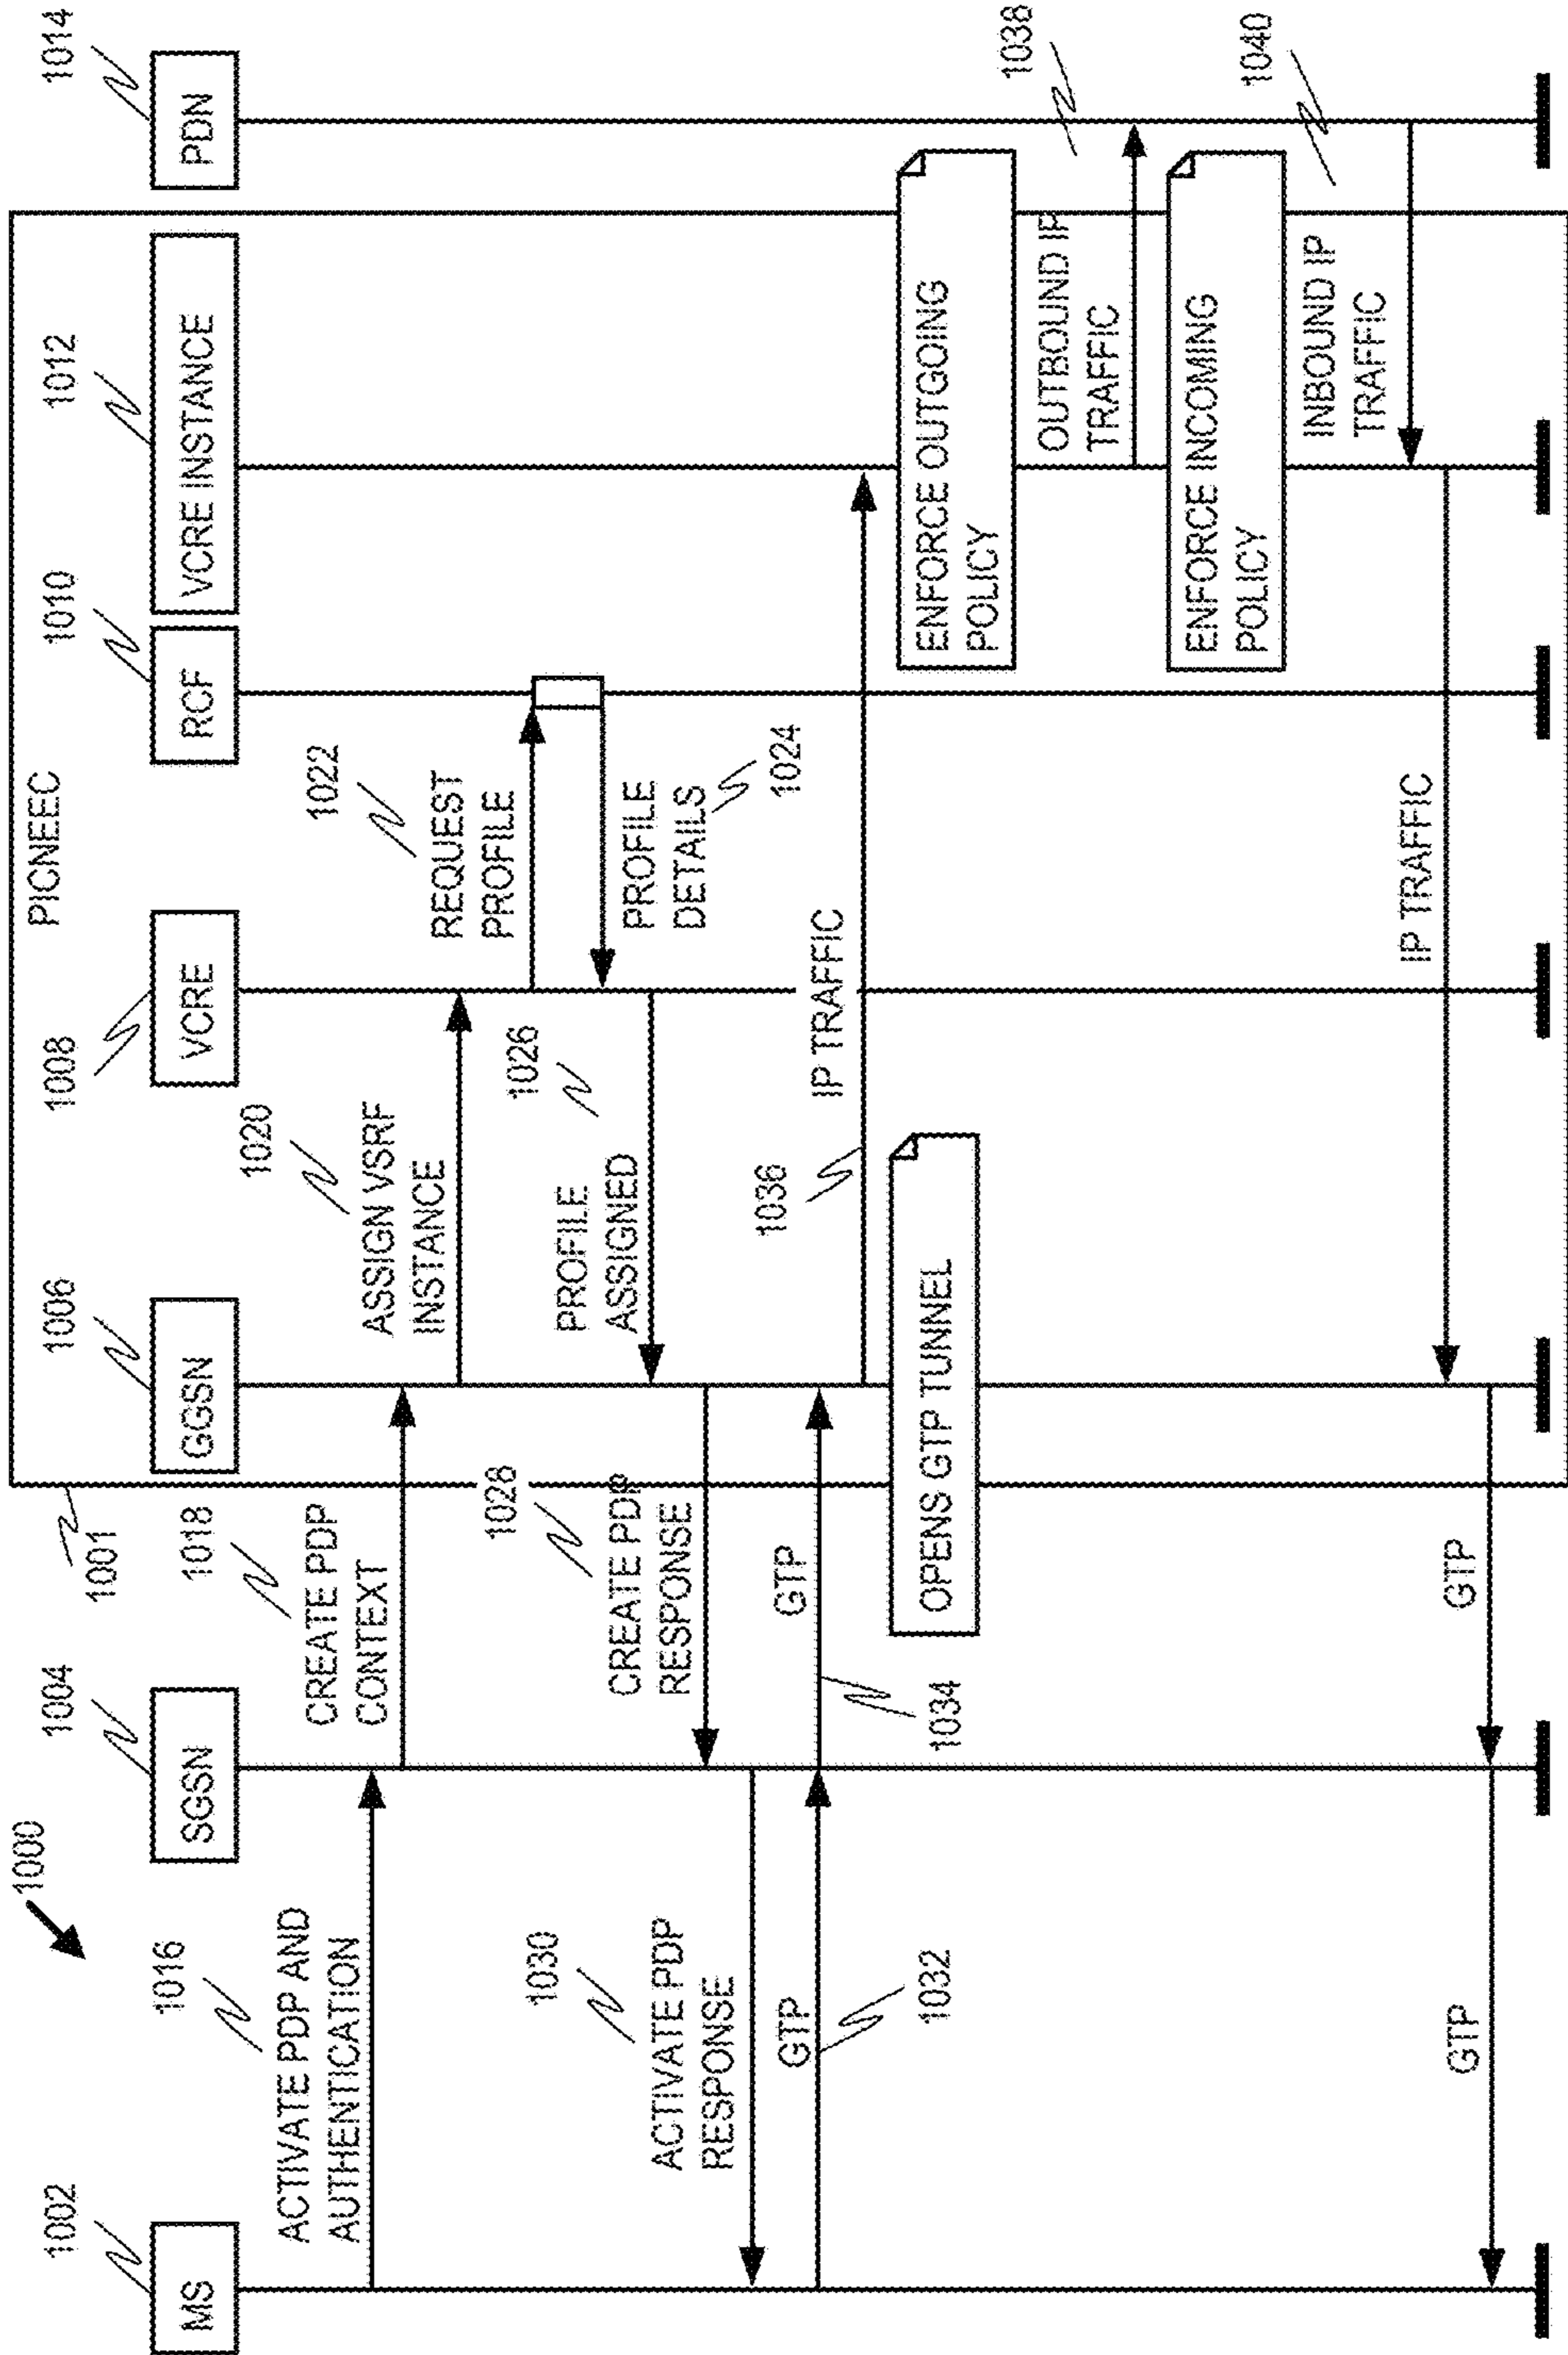 1000
1001
PICNEEC
1002
1004
1006
1008
1010
1012
1014
MS
SGSN
GGSN
VCRE
RCF
VCRE INSTANCE
PDN
1016
ACTIVATE PDP AND
AUTHENTICATION
1018
CREATE PDP
CONTEXT
1020
ASSIGN VSRF
INSTANCE
1022
REQUEST
PROFILE
PROFILE
DETAILS
1024
1026
PROFILE
ASSIGNED
1028
CREATE PDP
RESPONSE
1030
ACTIVATE PDP
RESPONSE
GTP
1032
GTP
1034
IP TRAFFIC
1036
OPENS GTP TUNNEL
ENFORCE OUTGOING
POLICY
OUTBOUND IP
TRAFFIC
1038
ENFORCE INCOMING
POLICY
INBOUND IP
TRAFFIC
1040
IP TRAFFIC
GTP
GTP